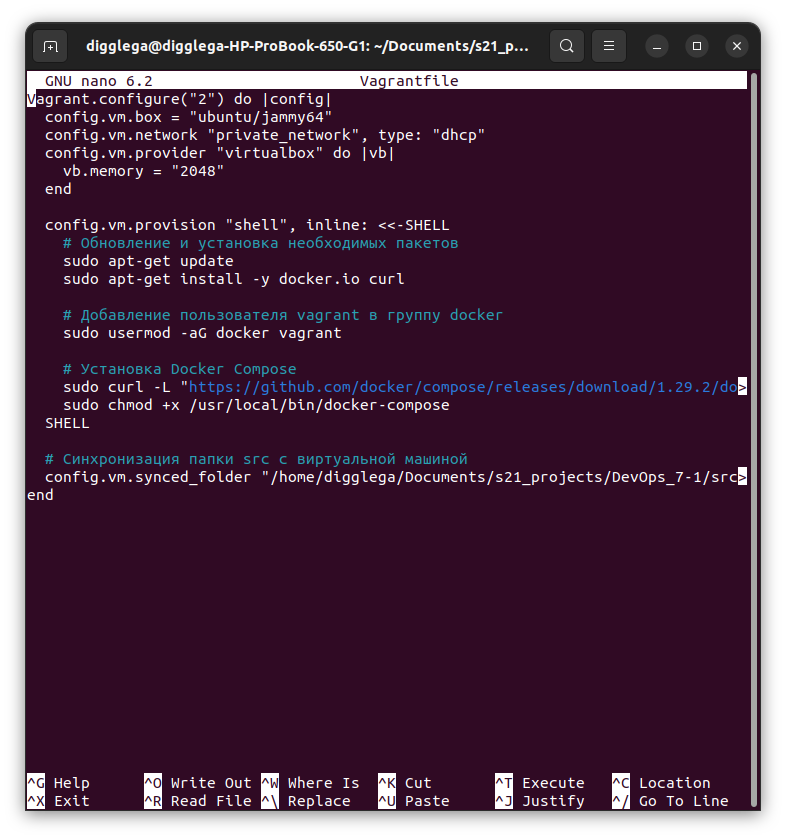 digglega@digglega-HP-ProBook-650-G1: ~/Documents/s21_p...
GNU nano 6.2 Vagrantfile
Vagrant.configure("2") do |config|
  config.vm.box = "ubuntu/jammy64"
  config.vm.network "private_network", type: "dhcp"
  config.vm.provider "virtualbox" do |vb|
    vb.memory = "2048"
  end

  config.vm.provision "shell", inline: <<-SHELL
    # Обновление и установка необходимых пакетов
    sudo apt-get update
    sudo apt-get install -y docker.io curl

    # Добавление пользователя vagrant в группу docker
    sudo usermod -aG docker vagrant

    # Установка Docker Compose
    sudo curl -L "https://github.com/docker/compose/releases/download/1.29.2/do>
    sudo chmod +x /usr/local/bin/docker-compose
  SHELL

  # Синхронизация папки src с виртуальной машиной
  config.vm.synced_folder "/home/digglega/Documents/s21_projects/DevOps_7-1/src>
end
^G Help ^O Write Out ^W Where Is ^K Cut ^T Execute ^C Location
^X Exit ^R Read File ^\ Replace ^U Paste ^J Justify ^/ Go To Line